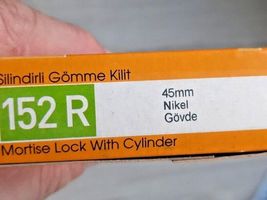 Silindirli Gömme Kilit
152 R
45mm
Nikel
Gövde
Mortise Lock With Cylinder